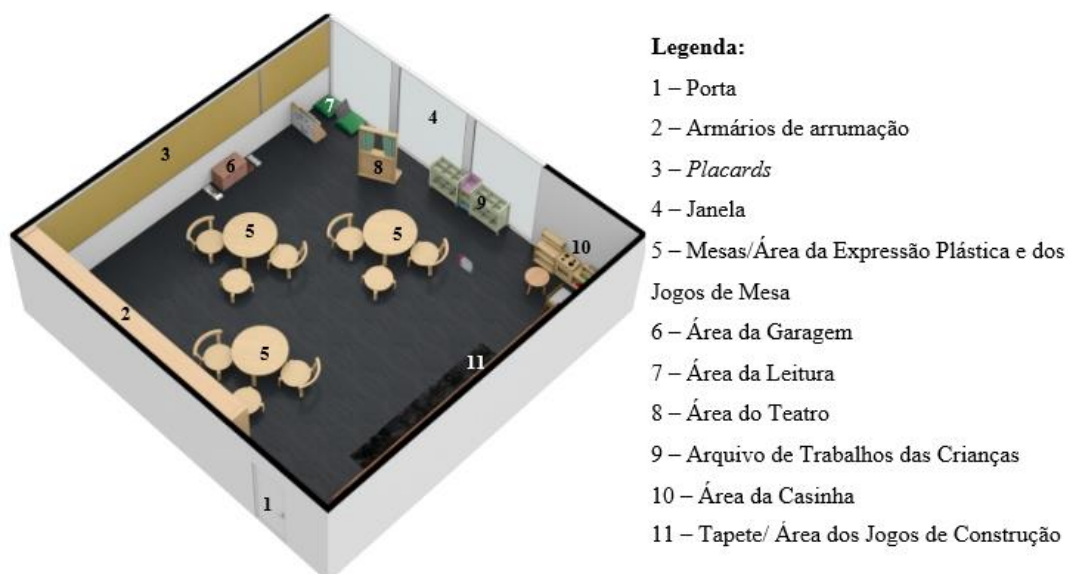 7
4
3
6
8
9
5
5
10
2
5
11
1
Legenda:
1 – Porta
2 – Armários de arrumação
3 – Placards
4 – Janela
5 – Mesas/Área da Expressão Plástica e dos
Jogos de Mesa
6 – Área da Garagem
7 – Área da Leitura
8 – Área do Teatro
9 – Arquivo de Trabalhos das Crianças
10 – Área da Casinha
11 – Tapete/ Área dos Jogos de Construção